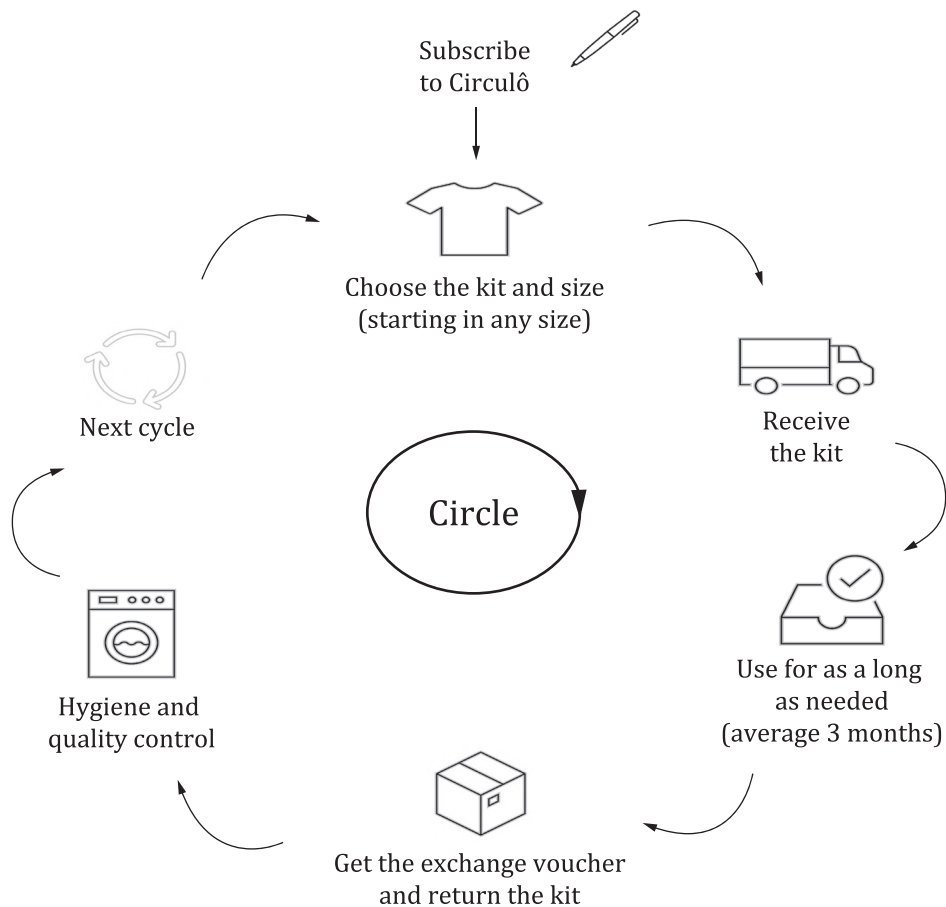 Subscribe
to Circulô
Choose the kit and size
(starting in any size)
Receive
the kit
Use for as a long
as needed
(average 3 months)
Get the exchange voucher
and return the kit
Hygiene and
quality control
Next cycle
Circle